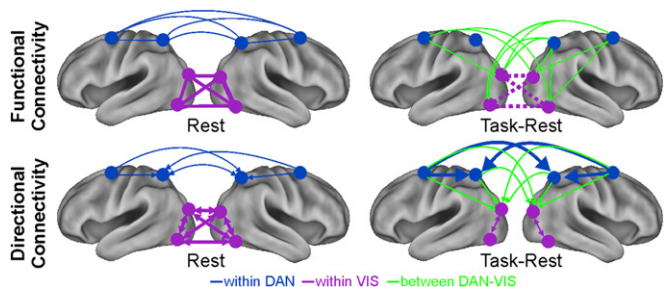 Functional
Connectivity
Rest
Task-Rest
Directional
Connectivity
Rest
Task-Rest
within DAN within VIS between DAN-VIS